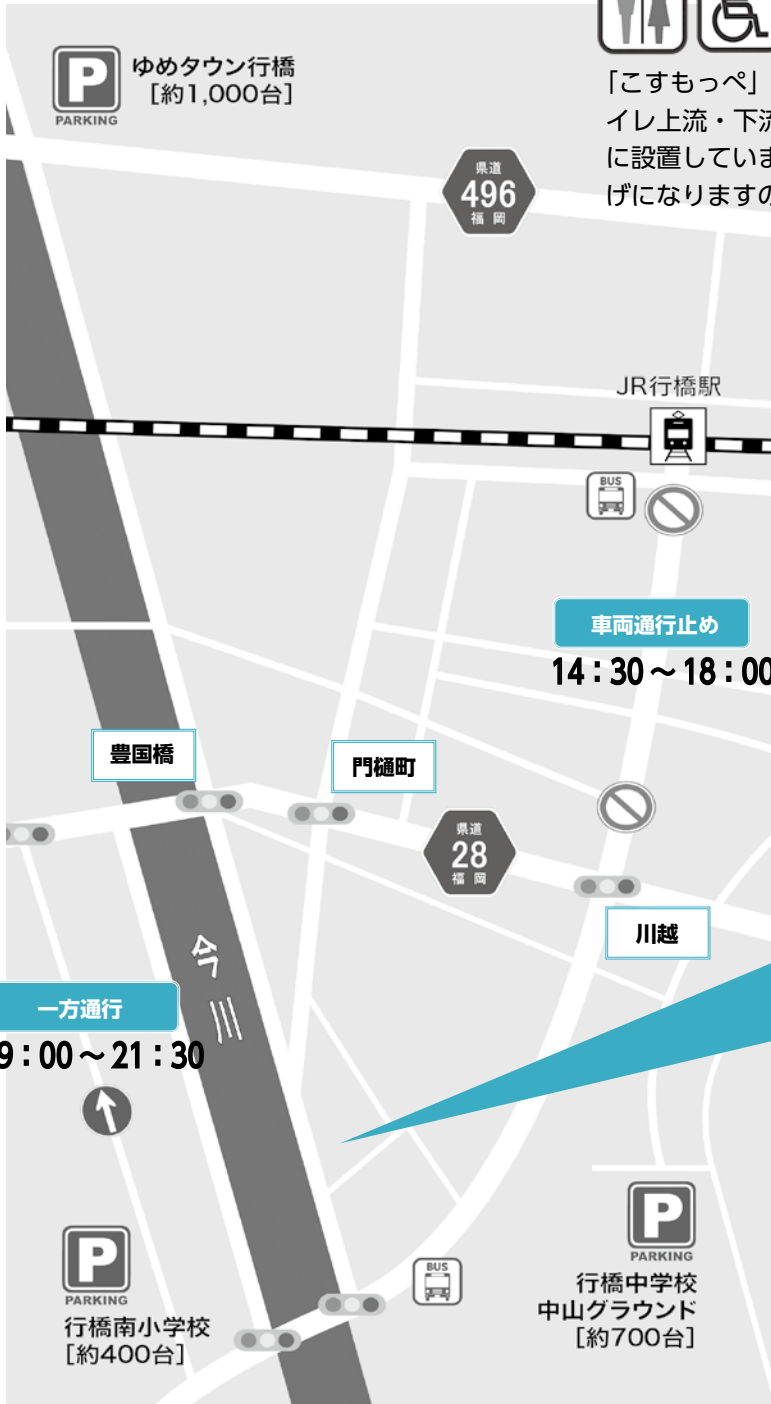 P
PARKING
ゆめタウン行橋
[約1,000台]
「こすもっぺ」
イレ上流・下流
に設置していま
げになりますの
県道
496
福岡
JR行橋駅
BUS
車両通行止め
14：30～18：00
豊国橋
門樋町
県道
28
福岡
川越
今川
一方通行
9：00～21：30
P
PARKING
行橋南小学校
[約400台]
BUS
P
PARKING
行橋中学校
中山グラウンド
[約700台]